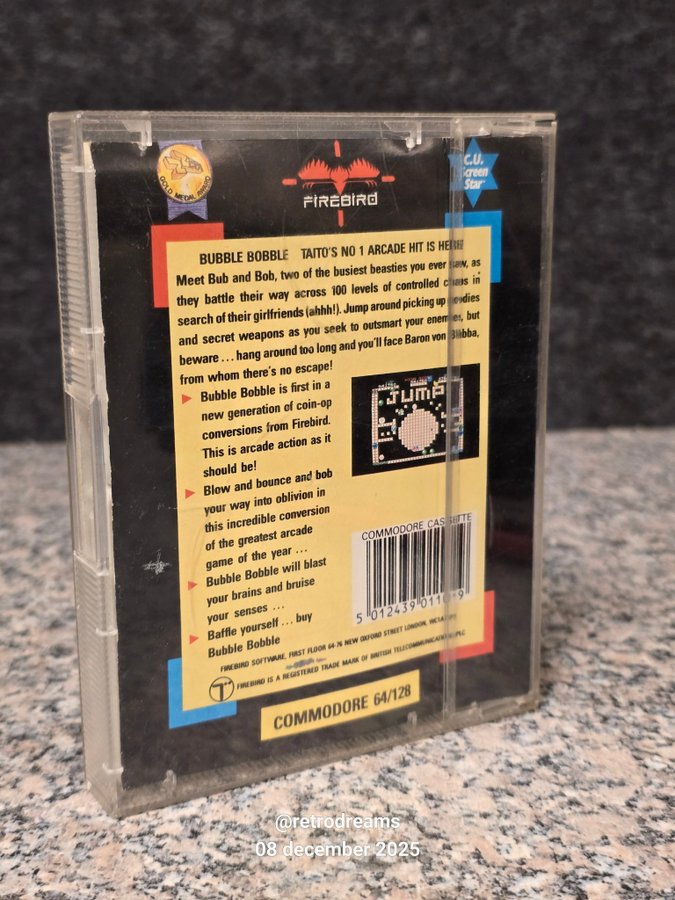 GOLD MEDAL AWARD
FIREBIRD
C.U.
Screen
Star
BUBBLE BOBBLE TAITO'S NO 1 ARCADE HIT IS HERE!
Meet Bub and Bob, two of the busiest beasties you ever saw, as
they battle their way across 100 levels of controlled chaos in
search of their girlfriends (ahhh!). Jump around picking up goodies
and secret weapons as you seek to outsmart your enemies, but
beware ... hang around too long and you'll face Baron von Blubba,
from whom there's no escape!
Bubble Bobble is first in a
new generation of coin-op
conversions from Firebird.
This is arcade action as it
should be!
Blow and bounce and bob
your way into oblivion in
this incredible conversion
of the greatest arcade
game of the year ...
Bubble Bobble will blast
your brains and bruise
your senses ...
Baffle yourself ... buy
Bubble Bobble
JUMP
COMMODORE CASSETTE
5 012439 011
FIREBIRD SOFTWARE, FIRST FLOOR 64-76 NEW OXFORD STREET LONDON,
FIREBIRD IS A REGISTERED TRADE MARK OF BRITISH TELECOMMUNICATIONS PLC
COMMODORE 64/128
@retrodreams
08 december 2025